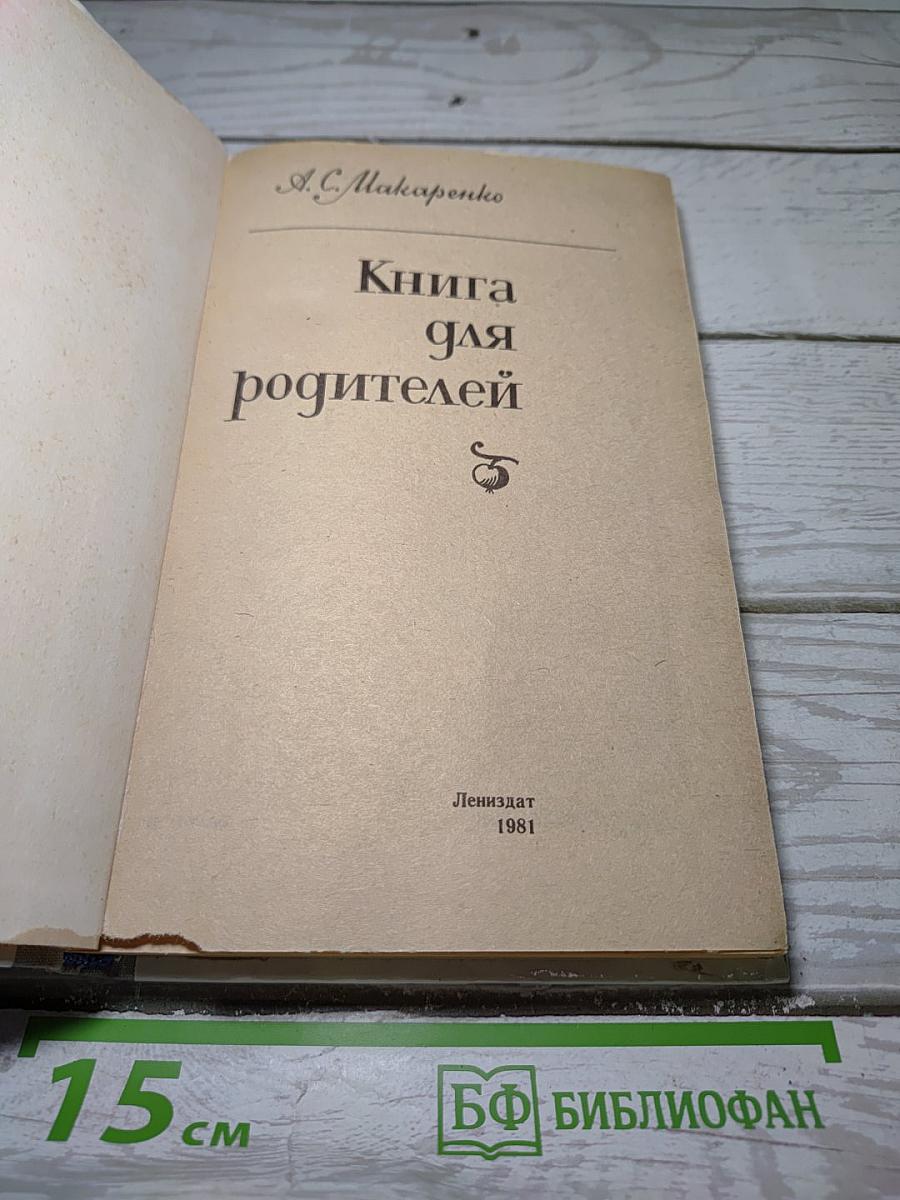 А. С. Макаренко
Книга
для
родителей
Лениздат
1981
15 см
БФ БИБЛИОФАН